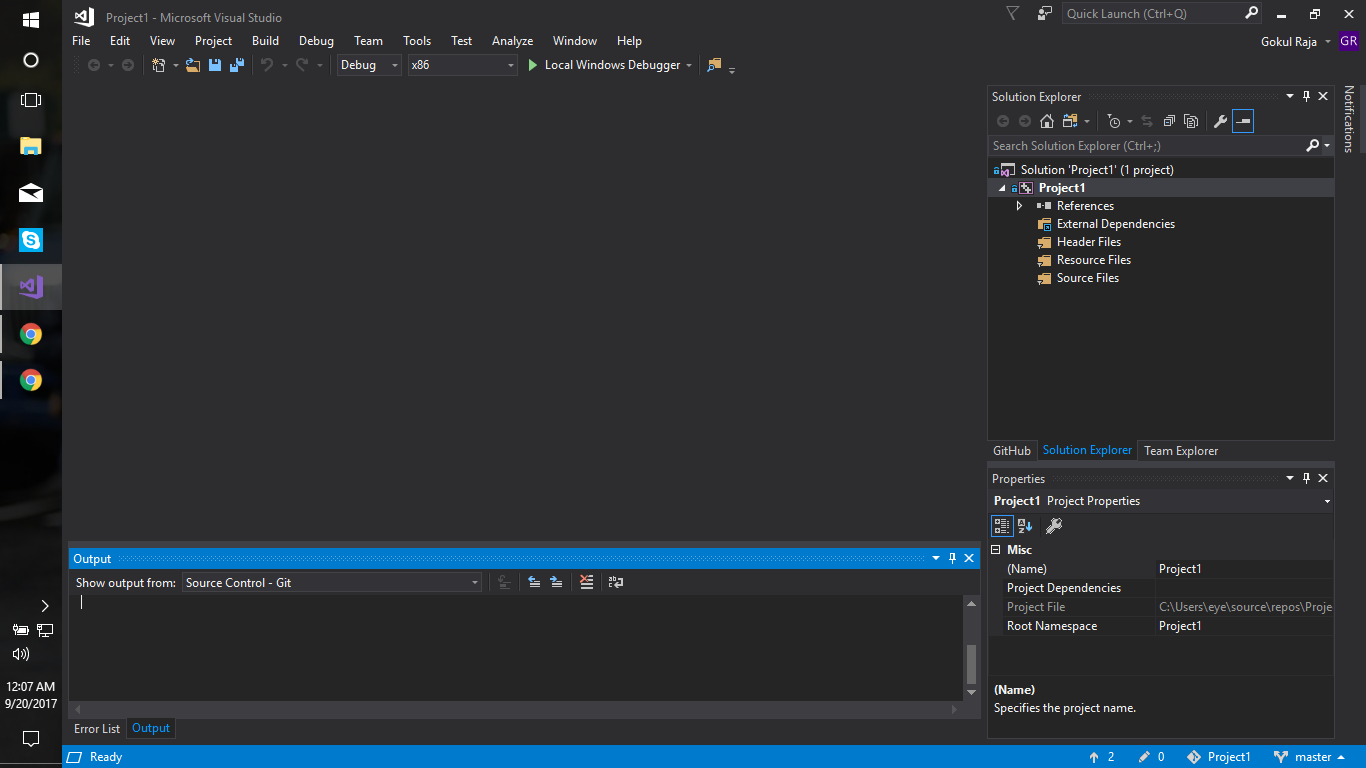 Project1 - Microsoft Visual Studio
Quick Launch (Ctrl+Q)
File Edit View Project Build Debug Team Tools Test Analyze Window Help
Gokul Raja GR
Debug x86 Local Windows Debugger
Notifications
Solution Explorer
Search Solution Explorer (Ctrl+;)
Solution 'Project1' (1 project)
Project1
References
External Dependencies
Header Files
Resource Files
Source Files
GitHub Solution Explorer Team Explorer
Properties
Project1 Project Properties
Misc
(Name) Project1
Project Dependencies
Project File C:\Users\eye\source\repos\Proje
Root Namespace Project1
(Name)
Specifies the project name.
Output
Show output from: Source Control - Git
Error List Output
12:07 AM
9/20/2017
Ready
2 0 Project1 master